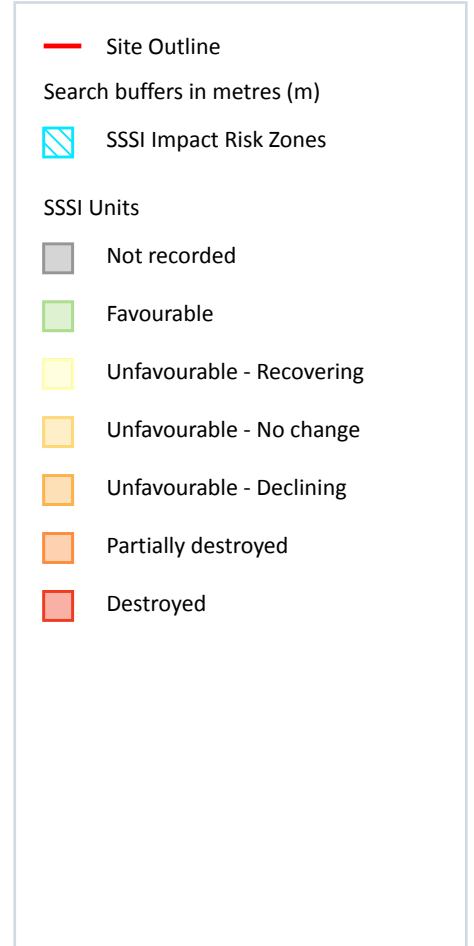 Site Outline
Search buffers in metres (m)
SSSI Impact Risk Zones
SSSI Units
Not recorded
Favourable
Unfavourable - Recovering
Unfavourable - No change
Unfavourable - Declining
Partially destroyed
Destroyed